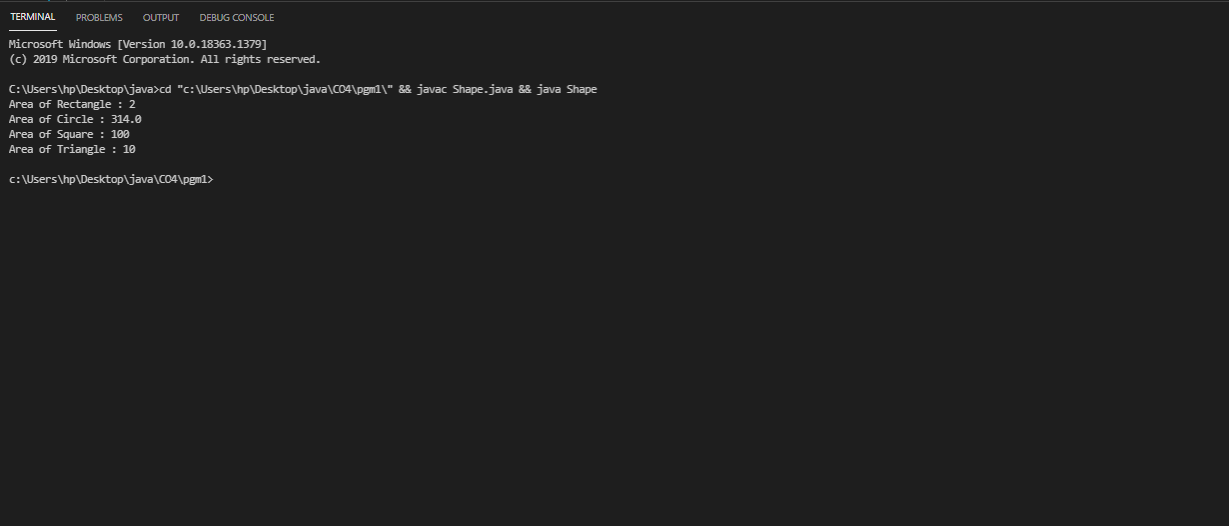 TERMINAL PROBLEMS OUTPUT DEBUG CONSOLE
Microsoft Windows [Version 10.0.18363.1379]
(c) 2019 Microsoft Corporation. All rights reserved.
C:\Users\hp\Desktop\java>cd "c:\Users\hp\Desktop\java\CO4\pgm1\" && javac Shape.java && java Shape
Area of Rectangle : 2
Area of Circle : 314.0
Area of Square : 100
Area of Triangle : 10
c:\Users\hp\Desktop\java\CO4\pgm1>